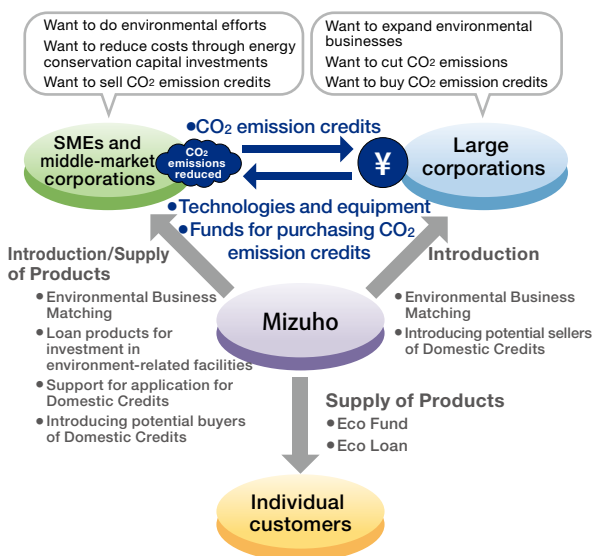 Want to do environmental efforts
Want to reduce costs through energy
conservation capital investments
Want to sell CO2 emission credits
Want to expand environmental
businesses
Want to cut CO2 emissions
Want to buy CO2 emission credits
SMEs and
middle-market
corporations
CO2
emissions
reduced
•CO2 emission credits
¥
Large
corporations
•Technologies and equipment
•Funds for purchasing CO2
emission credits
Introduction/Supply
of Products
•Environmental Business
Matching
•Loan products for
investment in
environment-related facilities
•Support for application for
Domestic Credits
•Introducing potential buyers
of Domestic Credits
Mizuho
Introduction
•Environmental Business
Matching
•Introducing potential sellers
of Domestic Credits
Supply of Products
•Eco Fund
•Eco Loan
Individual
customers